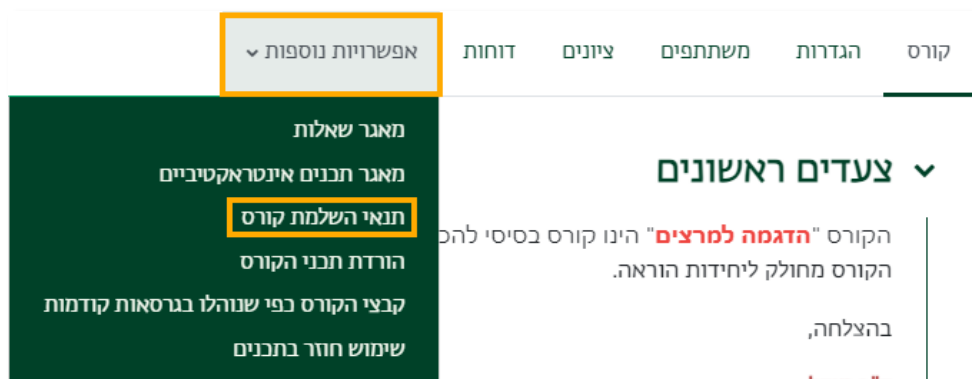 קורס הגדרות משתתפים ציונים דוחות אפשרויות נוספות
מאגר שאלות
מאגר תכנים אינטראקטיביים
תנאי השלמת קורס
הורדת תכני הקורס
קבצי הקורס כפי שנוהלו בגרסאות קודמות
שימוש חוזר בתכנים
צעדים ראשונים
הקורס "הדגמה למרצים" הינו קורס בסיסי
הקורס מחולק ליחידות הוראה.
בהצלחה,